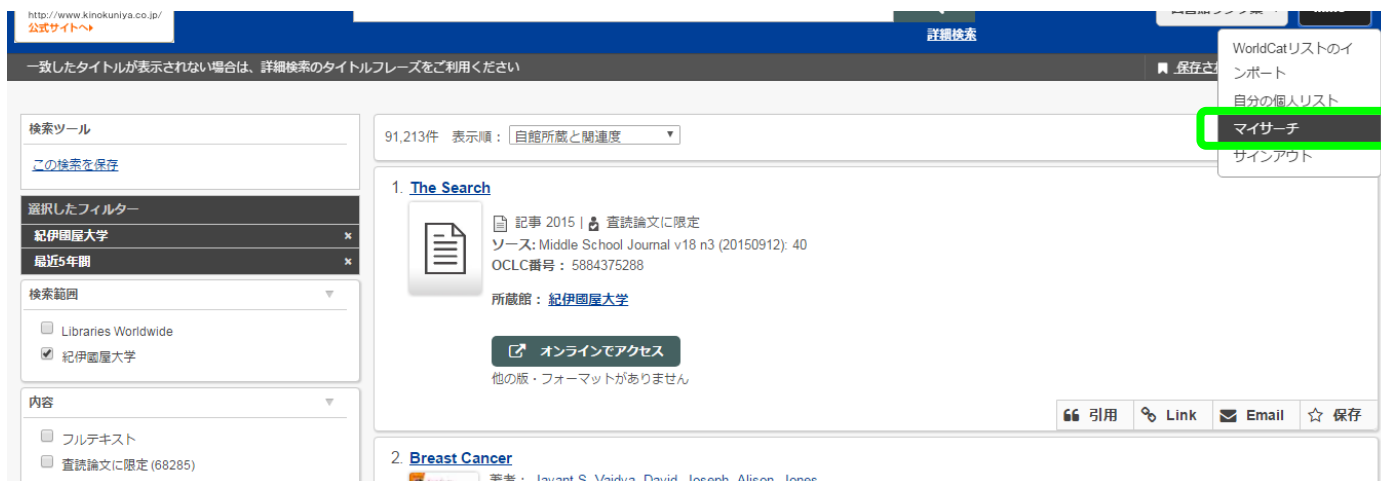 http://www.kinokuniya.co.jp/
公式サイトへ
詳細検索
一致したタイトルが表示されない場合は、詳細検索のタイトルフレーズをご利用ください
WorldCatリストのイ
ンポート
自分の個人リスト
マイサーチ
サインアウト
検索ツール
この検索を保存
選択したフィルター
紀伊國屋大学 ×
最近5年間 ×
検索範囲
Libraries Worldwide
紀伊國屋大学
内容
フルテキスト
査読論文に限定 (68285)
91,213件 表示順： 自館所蔵と関連度
1. The Search
記事 2015 | 査読論文に限定
ソース: Middle School Journal v18 n3 (20150912): 40
OCLC番号： 5884375288
所蔵館： 紀伊國屋大学
オンラインでアクセス
他の版・フォーマットがありません
引用 Link Email 保存
2. Breast Cancer
著者： Jayant S. Vaidya, David, Joseph, Alison, Jones